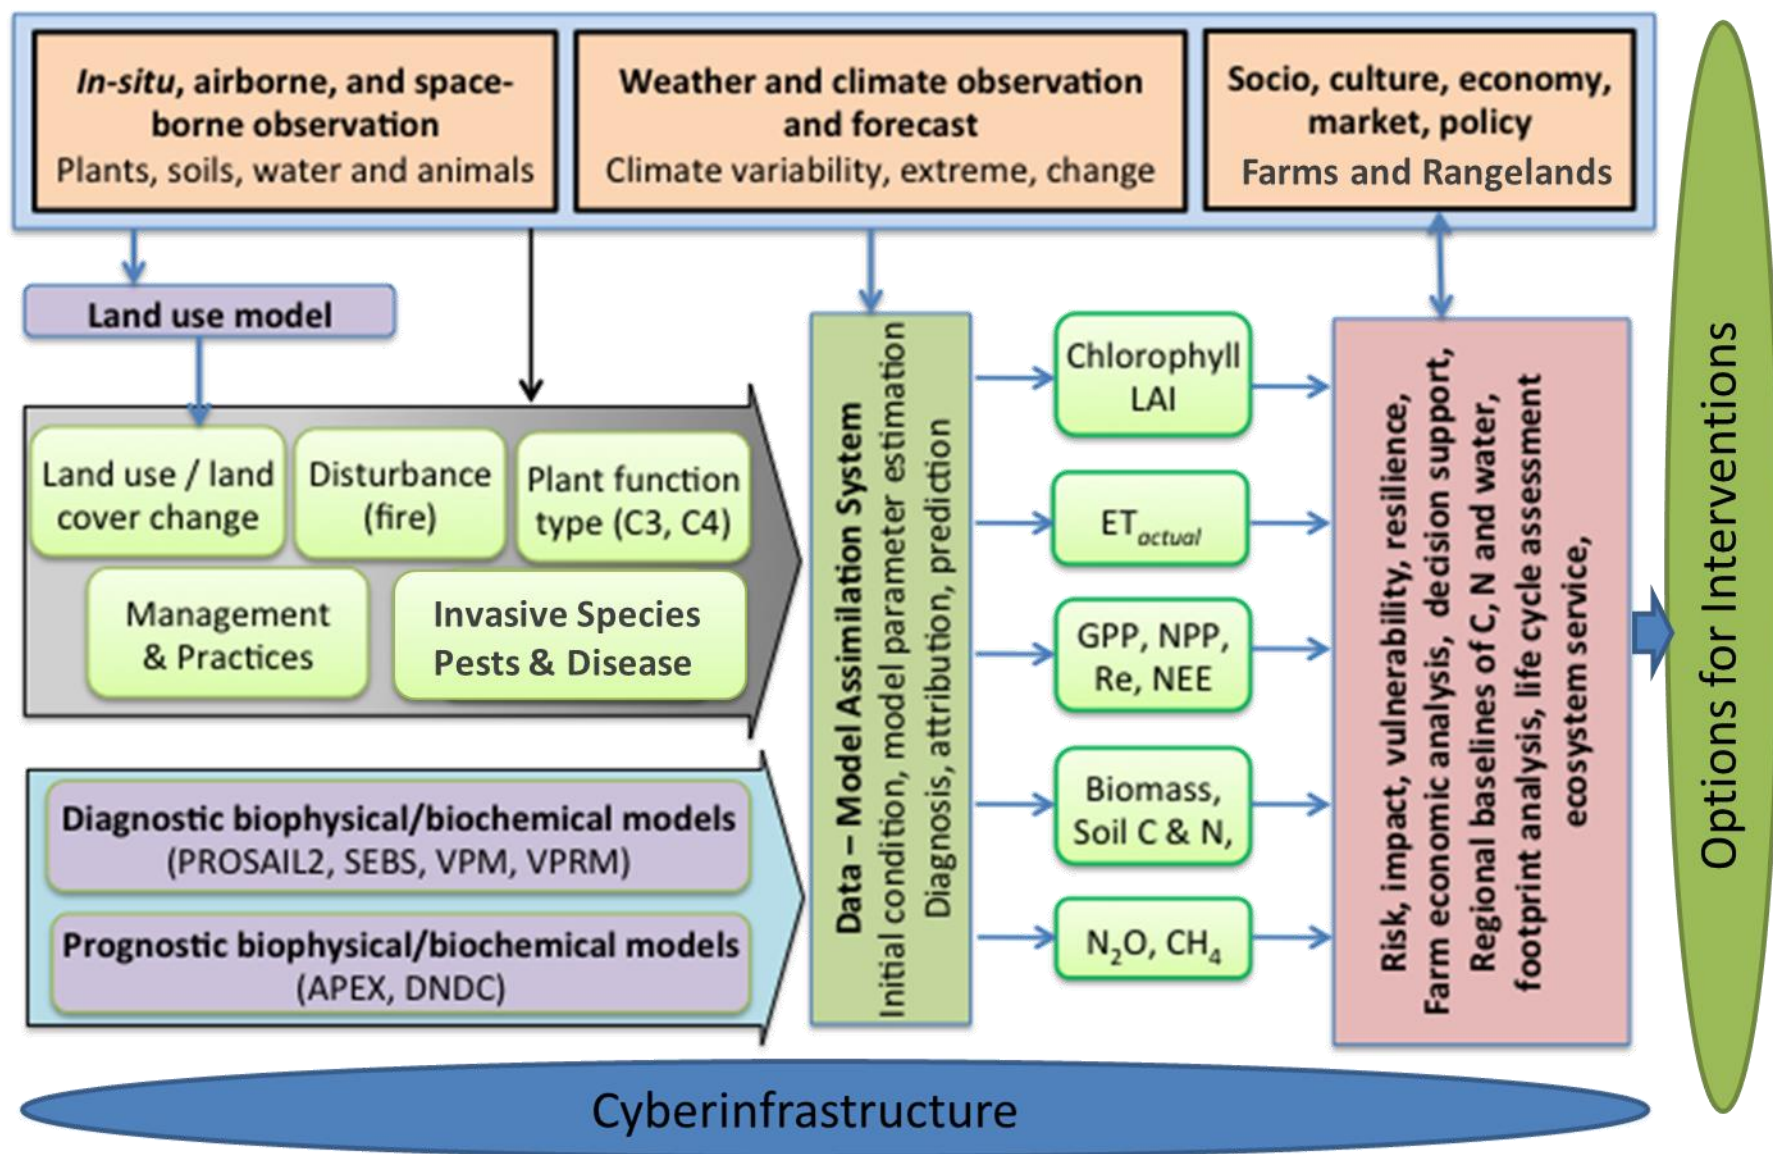 In-situ, airborne, and space-
borne observation
Plants, soils, water and animals
Weather and climate observation
and forecast
Climate variability, extreme, change
Socio, culture, economy,
market, policy
Farms and Rangelands
Land use model
Land use / land
cover change
Disturbance
(fire)
Plant function
type (C3, C4)
Management
& Practices
Invasive Species
Pests & Disease
Diagnostic biophysical/biochemical models
(PROSAIL2, SEBS, VPM, VPRM)
Prognostic biophysical/biochemical models
(APEX, DNDC)
Data – Model Assimilation System
Initial condition, model parameter estimation
Diagnosis, attribution, prediction
Chlorophyll
LAI
ETactual
GPP, NPP,
Re, NEE
Biomass,
Soil C & N,
N₂O, CH₄
Risk, impact, vulnerability, resilience,
Farm economic analysis, decision support,
Regional baselines of C, N and water,
footprint analysis, life cycle assessment
ecosystem service,
Options for Interventions
Cyberinfrastructure